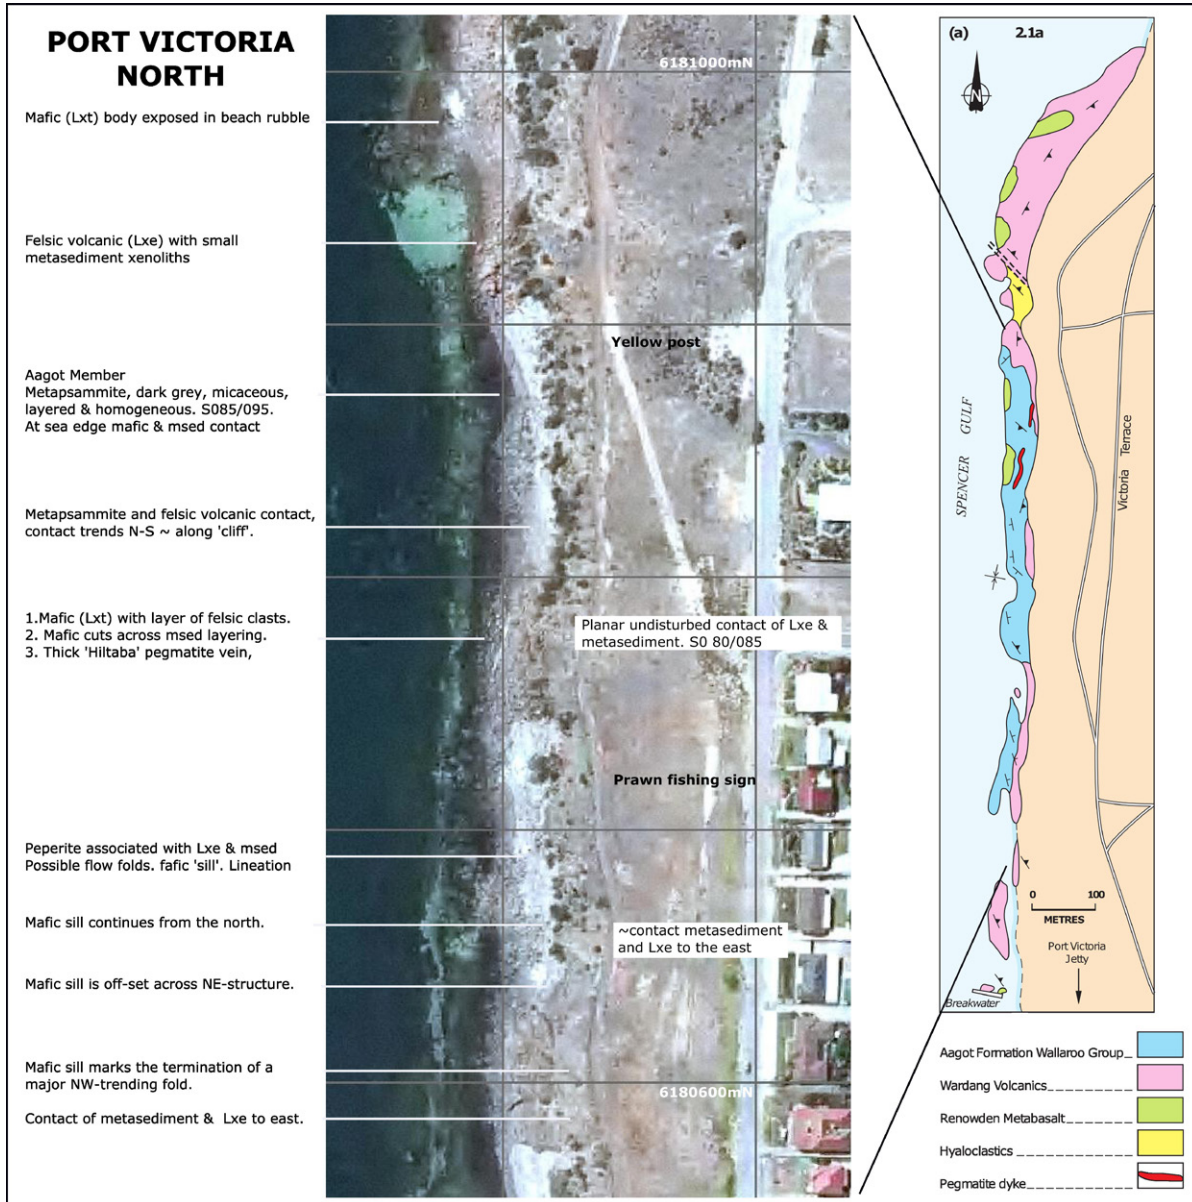 PORT VICTORIA
NORTH
Mafic (Lxt) body exposed in beach rubble
Felsic volcanic (Lxe) with small
metasediment xenoliths
Aagot Member
Metapsammite, dark grey, micaceous,
layered & homogeneous. S085/095.
At sea edge mafic & msed contact
Metapsammite and felsic volcanic contact,
contact trends N-S ~ along 'cliff'.
1.Mafic (Lxt) with layer of felsic clasts.
2. Mafic cuts across msed layering.
3. Thick 'Hiltaba' pegmatite vein,
Peperite associated with Lxe & msed
Possible flow folds. fafic 'sill'. Lineation
Mafic sill continues from the north.
Mafic sill is off-set across NE-structure.
Mafic sill marks the termination of a
major NW-trending fold.
Contact of metasediment & Lxe to east.
6181000mN
Yellow post
Planar undisturbed contact of Lxe &
metasediment. S0 80/085
Prawn fishing sign
~contact metasediment
and Lxe to the east
6180600mN
(a)
2.1a
N
SPENCER GULF
Victoria Terrace
0 100
METRES
Port Victoria
Jetty
Breakwater
Aagot Formation Wallaroo Group
Wardang Volcanics
Renowden Metabasalt
Hyaloclastics
Pegmatite dyke